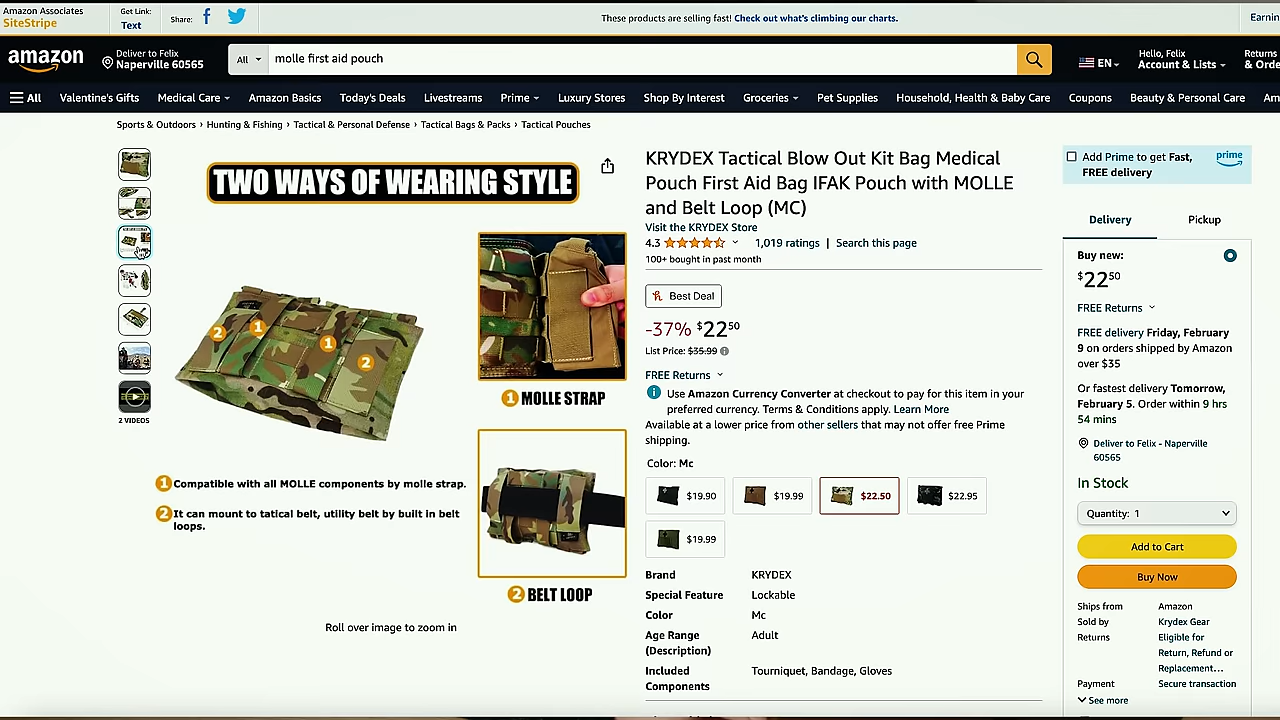 Amazon Associates
SiteStripe
Get Link:
Text
Share:
These products are selling fast! Check out what's climbing our charts.
Earnin
amazon
Deliver to Felix
Naperville 60565
All
molle first aid pouch
EN
Hello, Felix
Account & Lists
Returns
& Orde
All
Valentine's Gifts
Medical Care
Amazon Basics
Today's Deals
Livestreams
Prime
Luxury Stores
Shop By Interest
Groceries
Pet Supplies
Household, Health & Baby Care
Coupons
Beauty & Personal Care
Am
Sports & Outdoors › Hunting & Fishing › Tactical & Personal Defense › Tactical Bags & Packs › Tactical Pouches
2 VIDEOS
TWO WAYS OF WEARING STYLE
2
1
1
2
1 MOLLE STRAP
1 Compatible with all MOLLE components by molle strap.
2 It can mount to tatical belt, utility belt by built in belt
loops.
2 BELT LOOP
Roll over image to zoom in
KRYDEX Tactical Blow Out Kit Bag Medical
Pouch First Aid Bag IFAK Pouch with MOLLE
and Belt Loop (MC)
Visit the KRYDEX Store
4.3
1,019 ratings | Search this page
100+ bought in past month
Best Deal
-37% $2250
List Price: $35.99
FREE Returns
Use Amazon Currency Converter at checkout to pay for this item in your
preferred currency. Terms & Conditions apply. Learn More
Available at a lower price from other sellers that may not offer free Prime
shipping.
Color: Mc
$19.90
$19.99
$22.50
$22.95
$19.99
Brand KRYDEX
Special Feature Lockable
Color Mc
Age Range Adult
(Description)
Included Tourniquet, Bandage, Gloves
Components
Add Prime to get Fast,
FREE delivery
prime
Delivery
Pickup
Buy new:
$2250
FREE Returns
FREE delivery Friday, February
9 on orders shipped by Amazon
over $35
Or fastest delivery Tomorrow,
February 5. Order within 9 hrs
54 mins
Deliver to Felix - Naperville
60565
In Stock
Quantity: 1
Add to Cart
Buy Now
Ships from Amazon
Sold by Krydex Gear
Returns Eligible for
Return, Refund or
Replacement...
Payment Secure transaction
See more